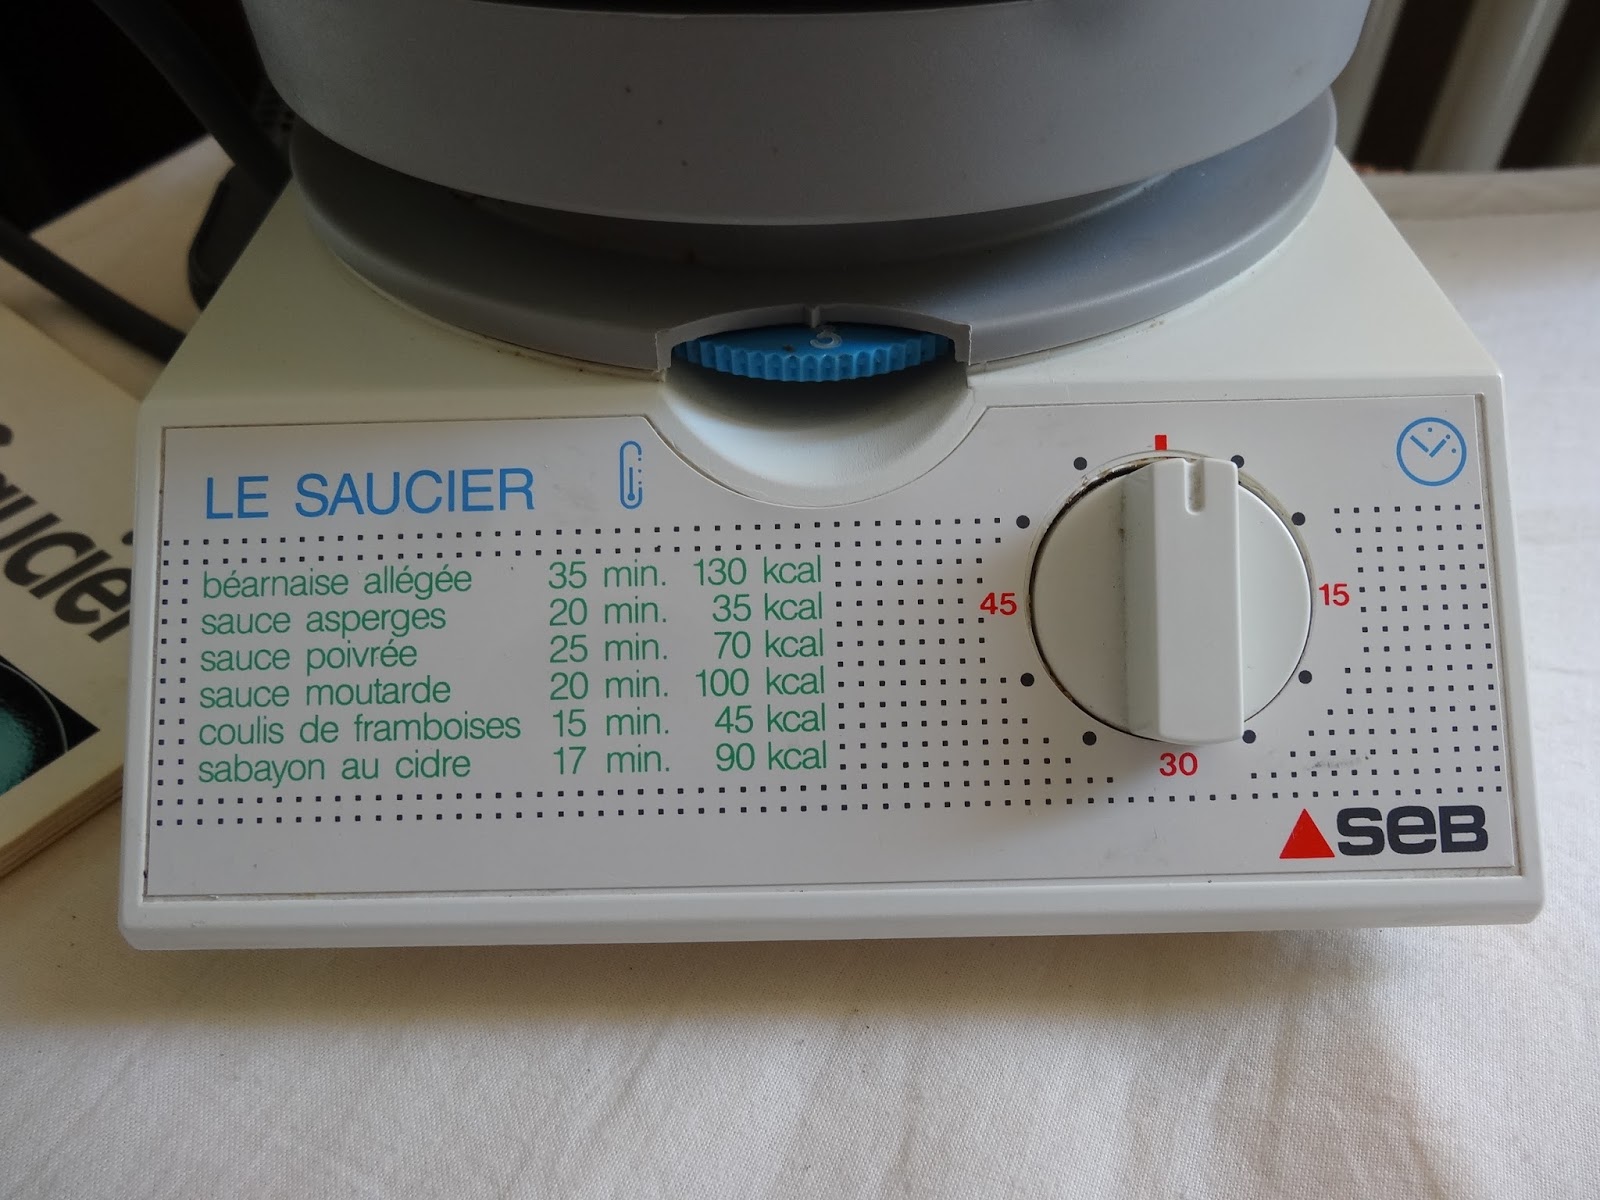 saucier
LE SAUCIER
béarnaise allégée 35 min. 130 kcal
sauce asperges 20 min. 35 kcal
sauce poivrée 25 min. 70 kcal
sauce moutarde 20 min. 100 kcal
coulis de framboises 15 min. 45 kcal
sabayon au cidre 17 min. 90 kcal
45
15
30
SEB